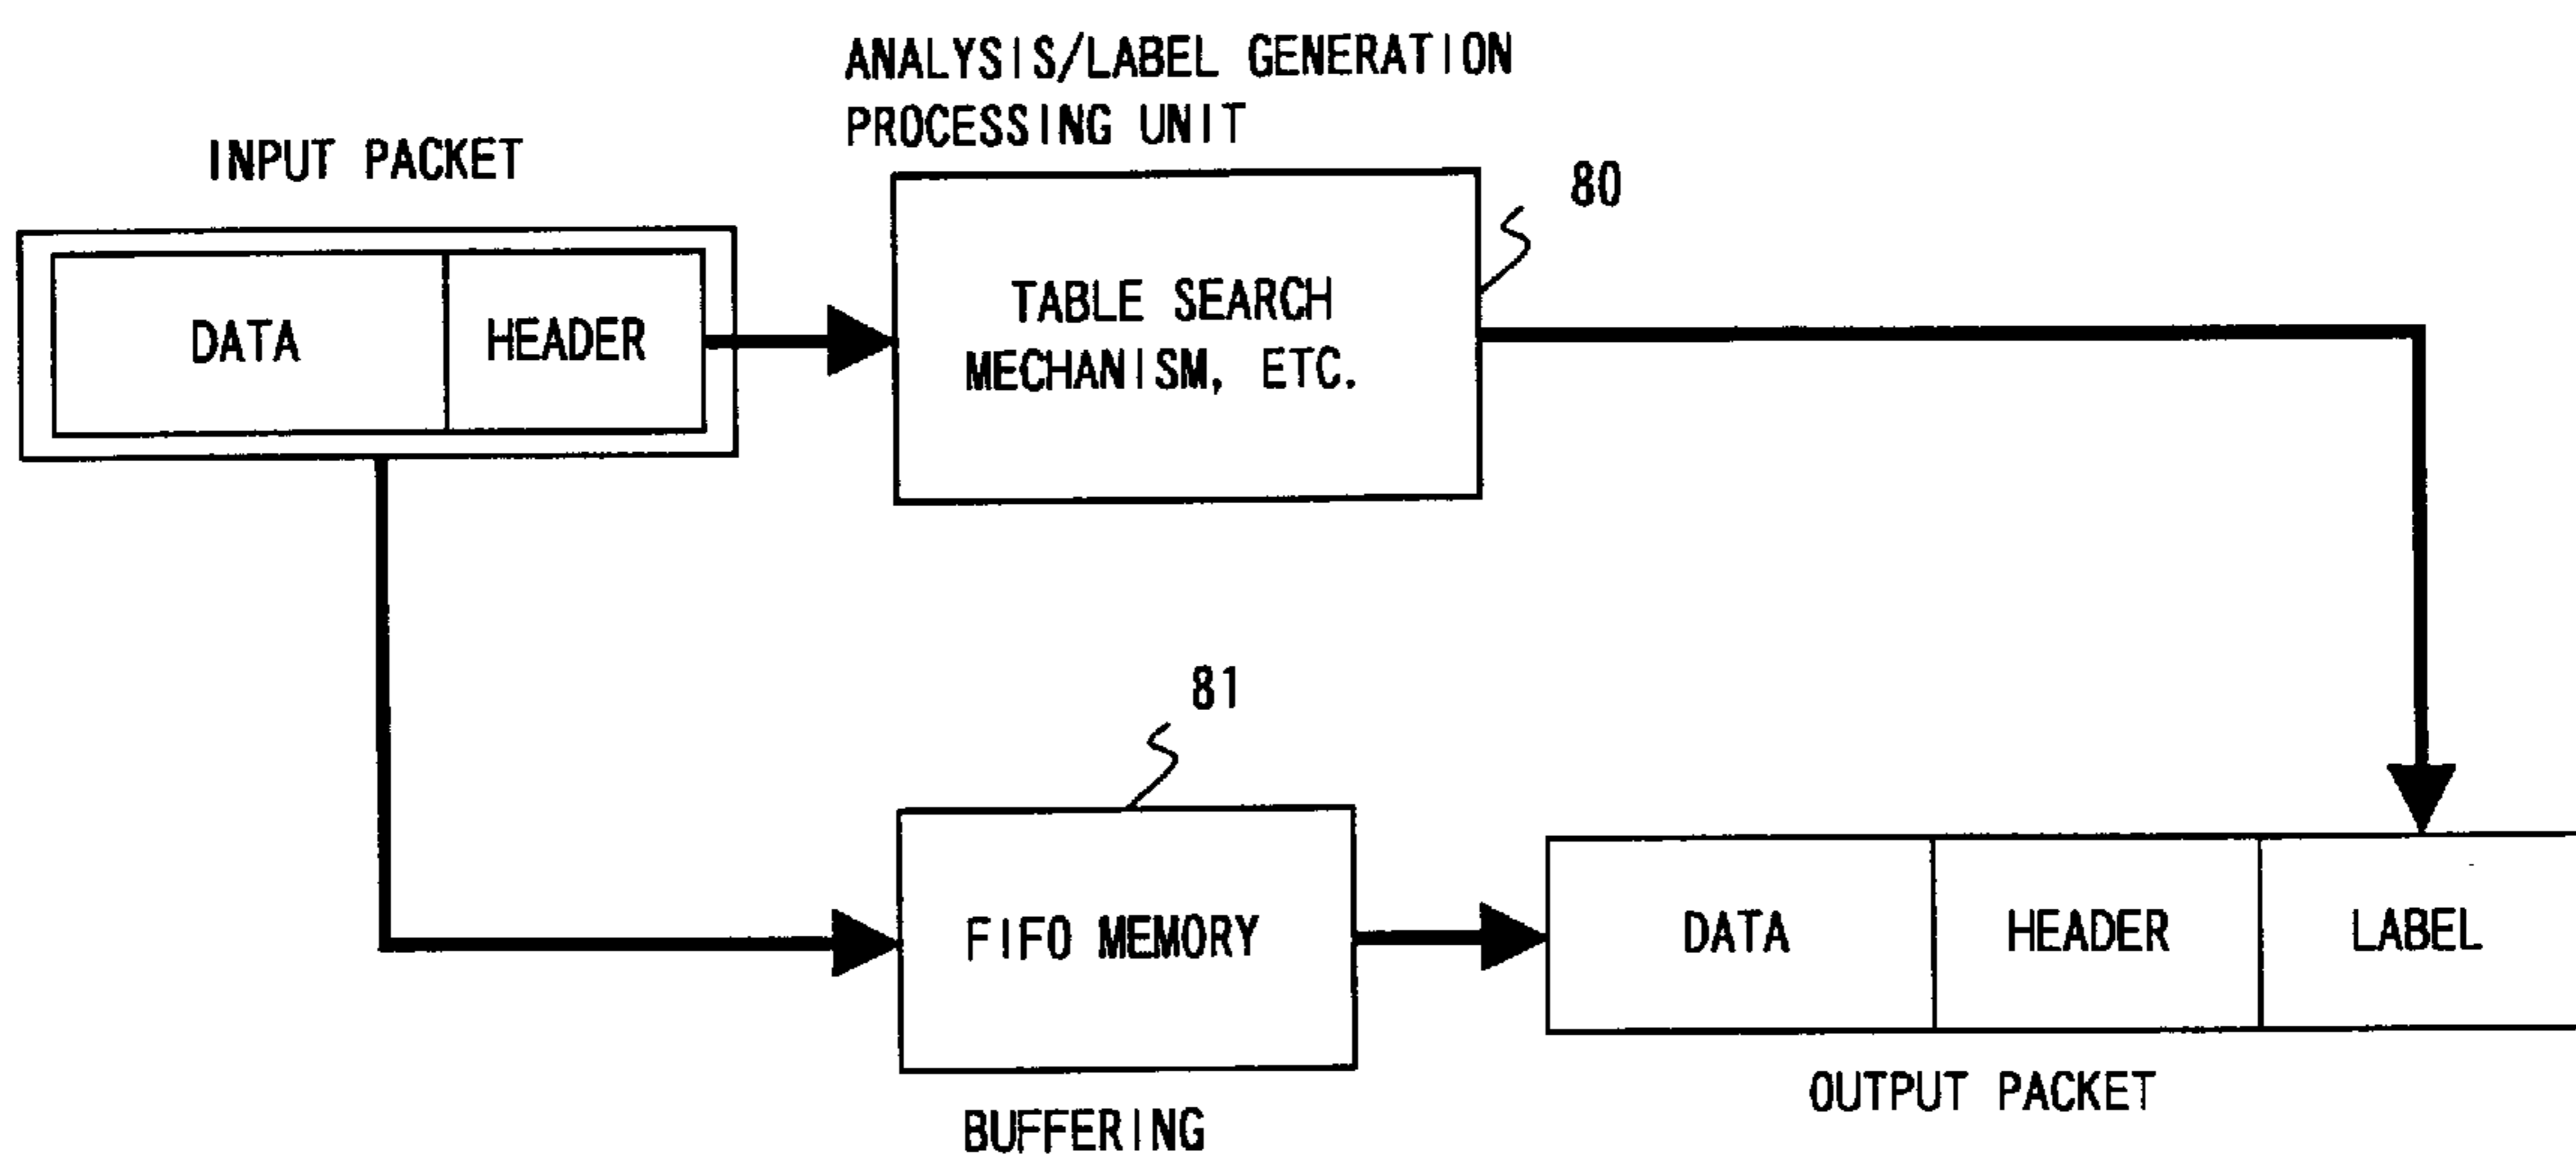 ANALYSIS/LABEL GENERATION
PROCESSING UNIT
INPUT PACKET
80
DATA
HEADER
TABLE SEARCH
MECHANISM, ETC.
81
FIFO MEMORY
DATA
HEADER
LABEL
BUFFERING
OUTPUT PACKET